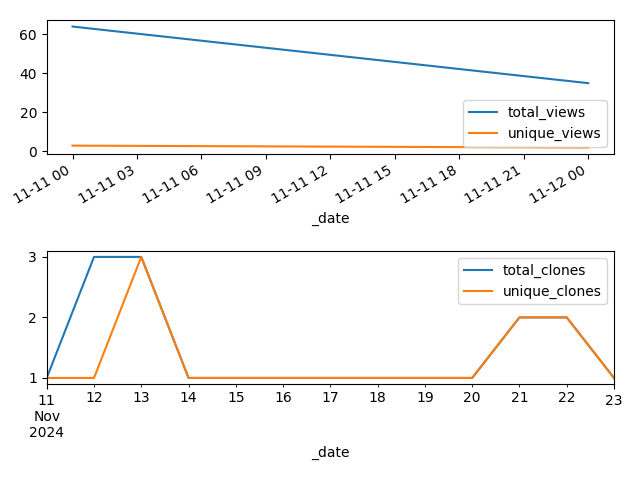 60
40
20
0
total_views
unique_views
11-11 00
11-11 03
11-11 06
11-11 09
11-11 12
11-11 15
11-11 18
11-11 21
11-12 00
_date
3
2
1
total_clones
unique_clones
11 12 13 14 15 16 17 18 19 20 21 22 23
Nov
2024
_date